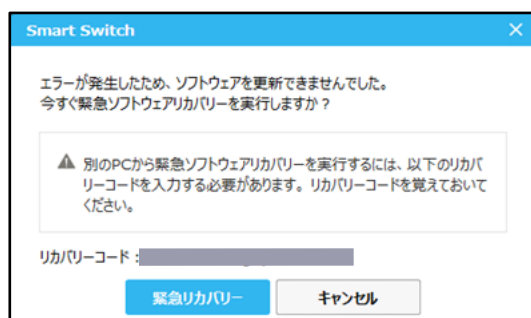 Smart Switch
エラーが発生したため、ソフトウェアを更新できませんでした。
今すぐ緊急ソフトウェアリカバリーを実行しますか？
別のPCから緊急ソフトウェアリカバリーを実行するには、以下のリカバ
リーコードを入力する必要があります。リカバリーコードを覚えておいて
ください。
リカバリーコード：
緊急リカバリー
キャンセル